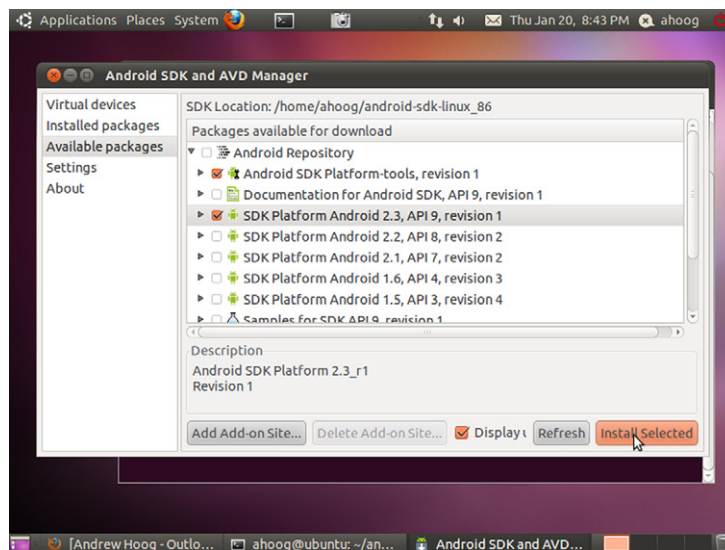 Applications Places System Thu Jan 20, 8:43 PM ahoog
Android SDK and AVD Manager
Virtual devices
Installed packages
Available packages
Settings
About
SDK Location: /home/ahoog/android-sdk-linux_86
Packages available for download
Android Repository
Android SDK Platform-tools, revision 1
Documentation for Android SDK, API 9, revision 1
SDK Platform Android 2.3, API 9, revision 1
SDK Platform Android 2.2, API 8, revision 2
SDK Platform Android 2.1, API 7, revision 2
SDK Platform Android 1.6, API 4, revision 3
SDK Platform Android 1.5, API 3, revision 4
Samples for SDK API 9, revision 1
Description
Android SDK Platform 2.3_r1
Revision 1
Add Add-on Site... Delete Add-on Site... Display u Refresh Install Selected
[Andrew Hoog - Outlo... ahoog@ubuntu: ~/an... Android SDK and AVD...